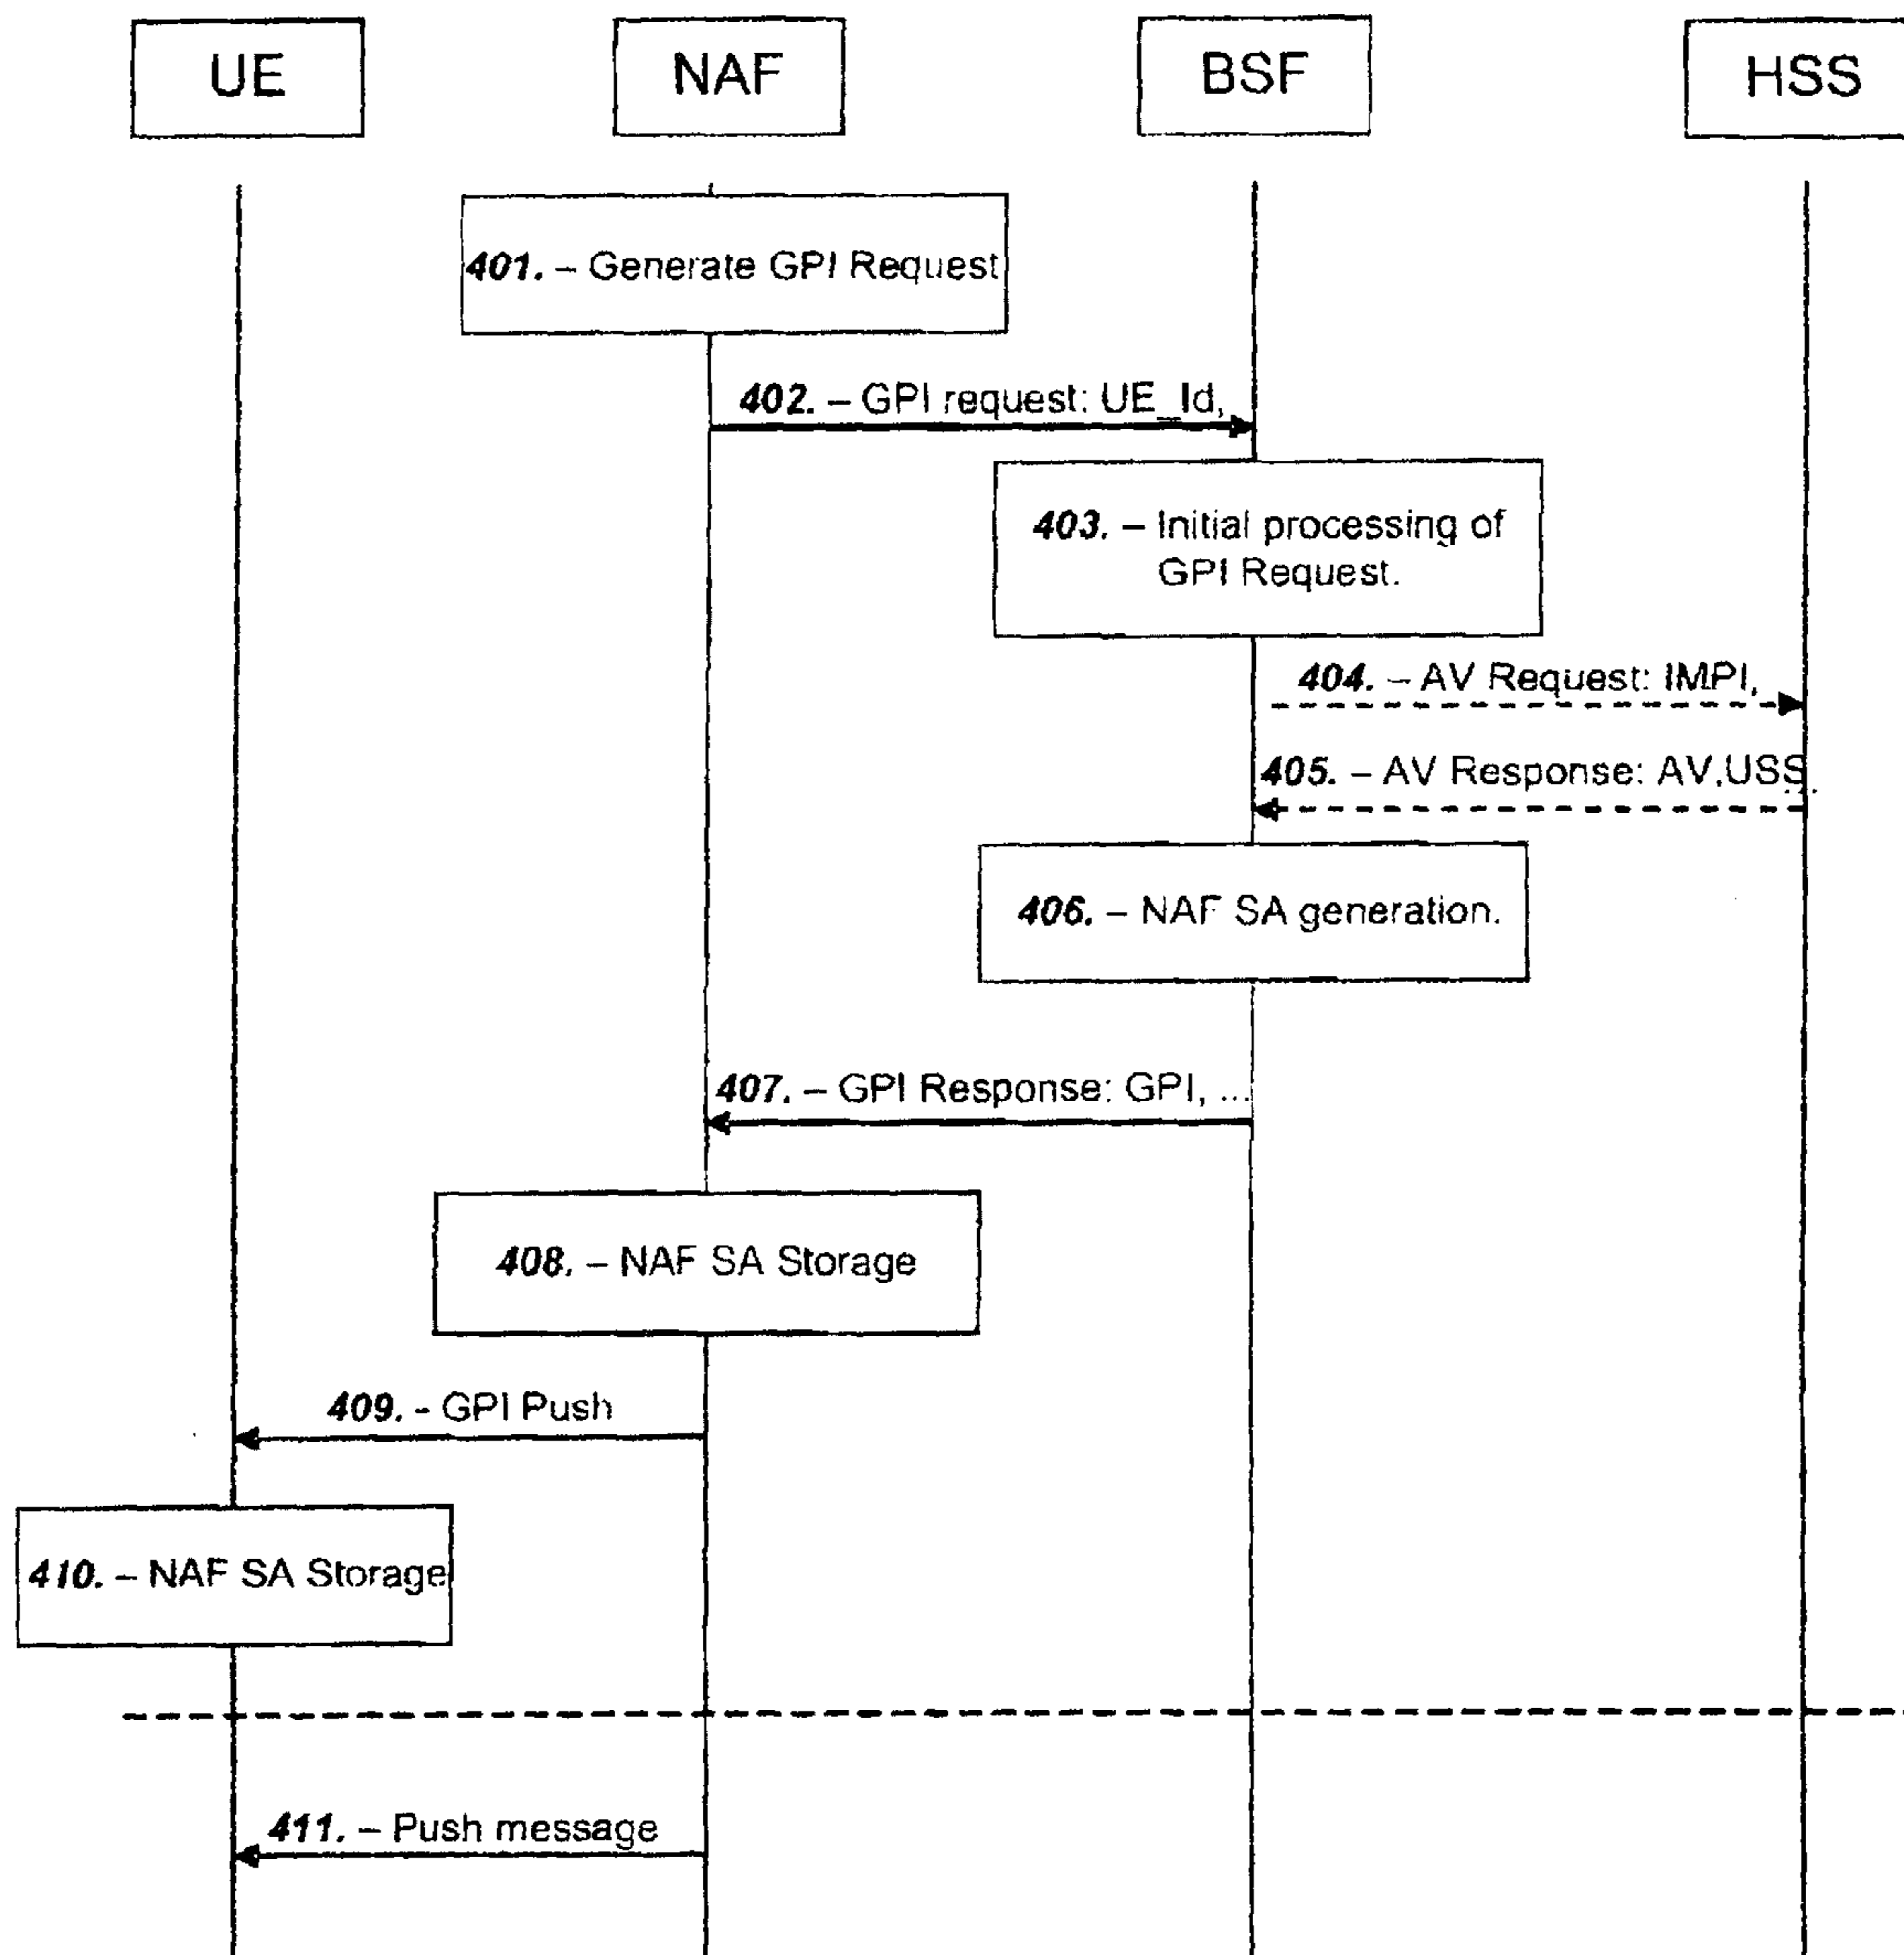 UE NAF BSF HSS
401. – Generate GPI Request
402. – GPI request: UE_Id,
403. – Initial processing of
GPI Request.
404. – AV Request: IMPI,
405. – AV Response: AV,USS...
406. – NAF SA generation.
407. – GPI Response: GPI, ...
408. – NAF SA Storage
409. - GPI Push
410. – NAF SA Storage
411. – Push message